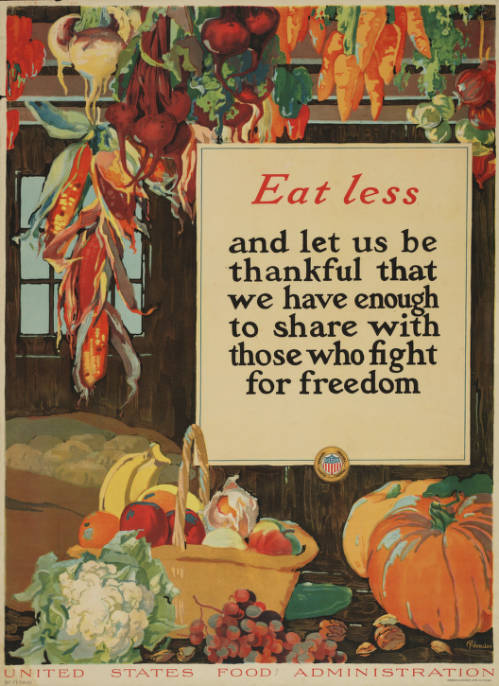 Eat less
and let us be
thankful that
we have enough
to share with
those who fight
for freedom
UNITED STATES FOOD ADMINISTRATION